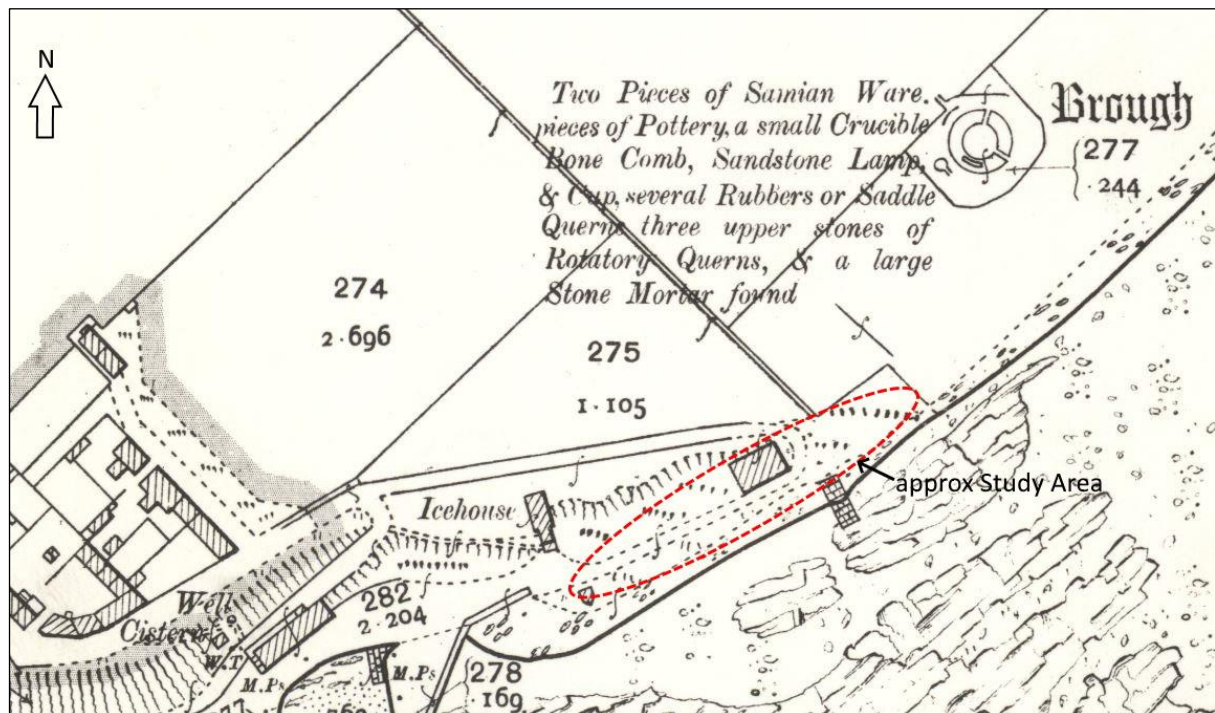 N
Two Pieces of Samian Ware.
pieces of Pottery, a small Crucible
Bone Comb, Sandstone Lamp,
& Cup, several Rubbers or Saddle
Querns three upper stones of
Rotatory Querns, & a large
Stone Mortar found
Brough
277
.244
274
2.696
275
1.105
approx Study Area
Icehouse
Well
Cistern
W.T
282
2.204
M.Ps
M.Ps
278
.169